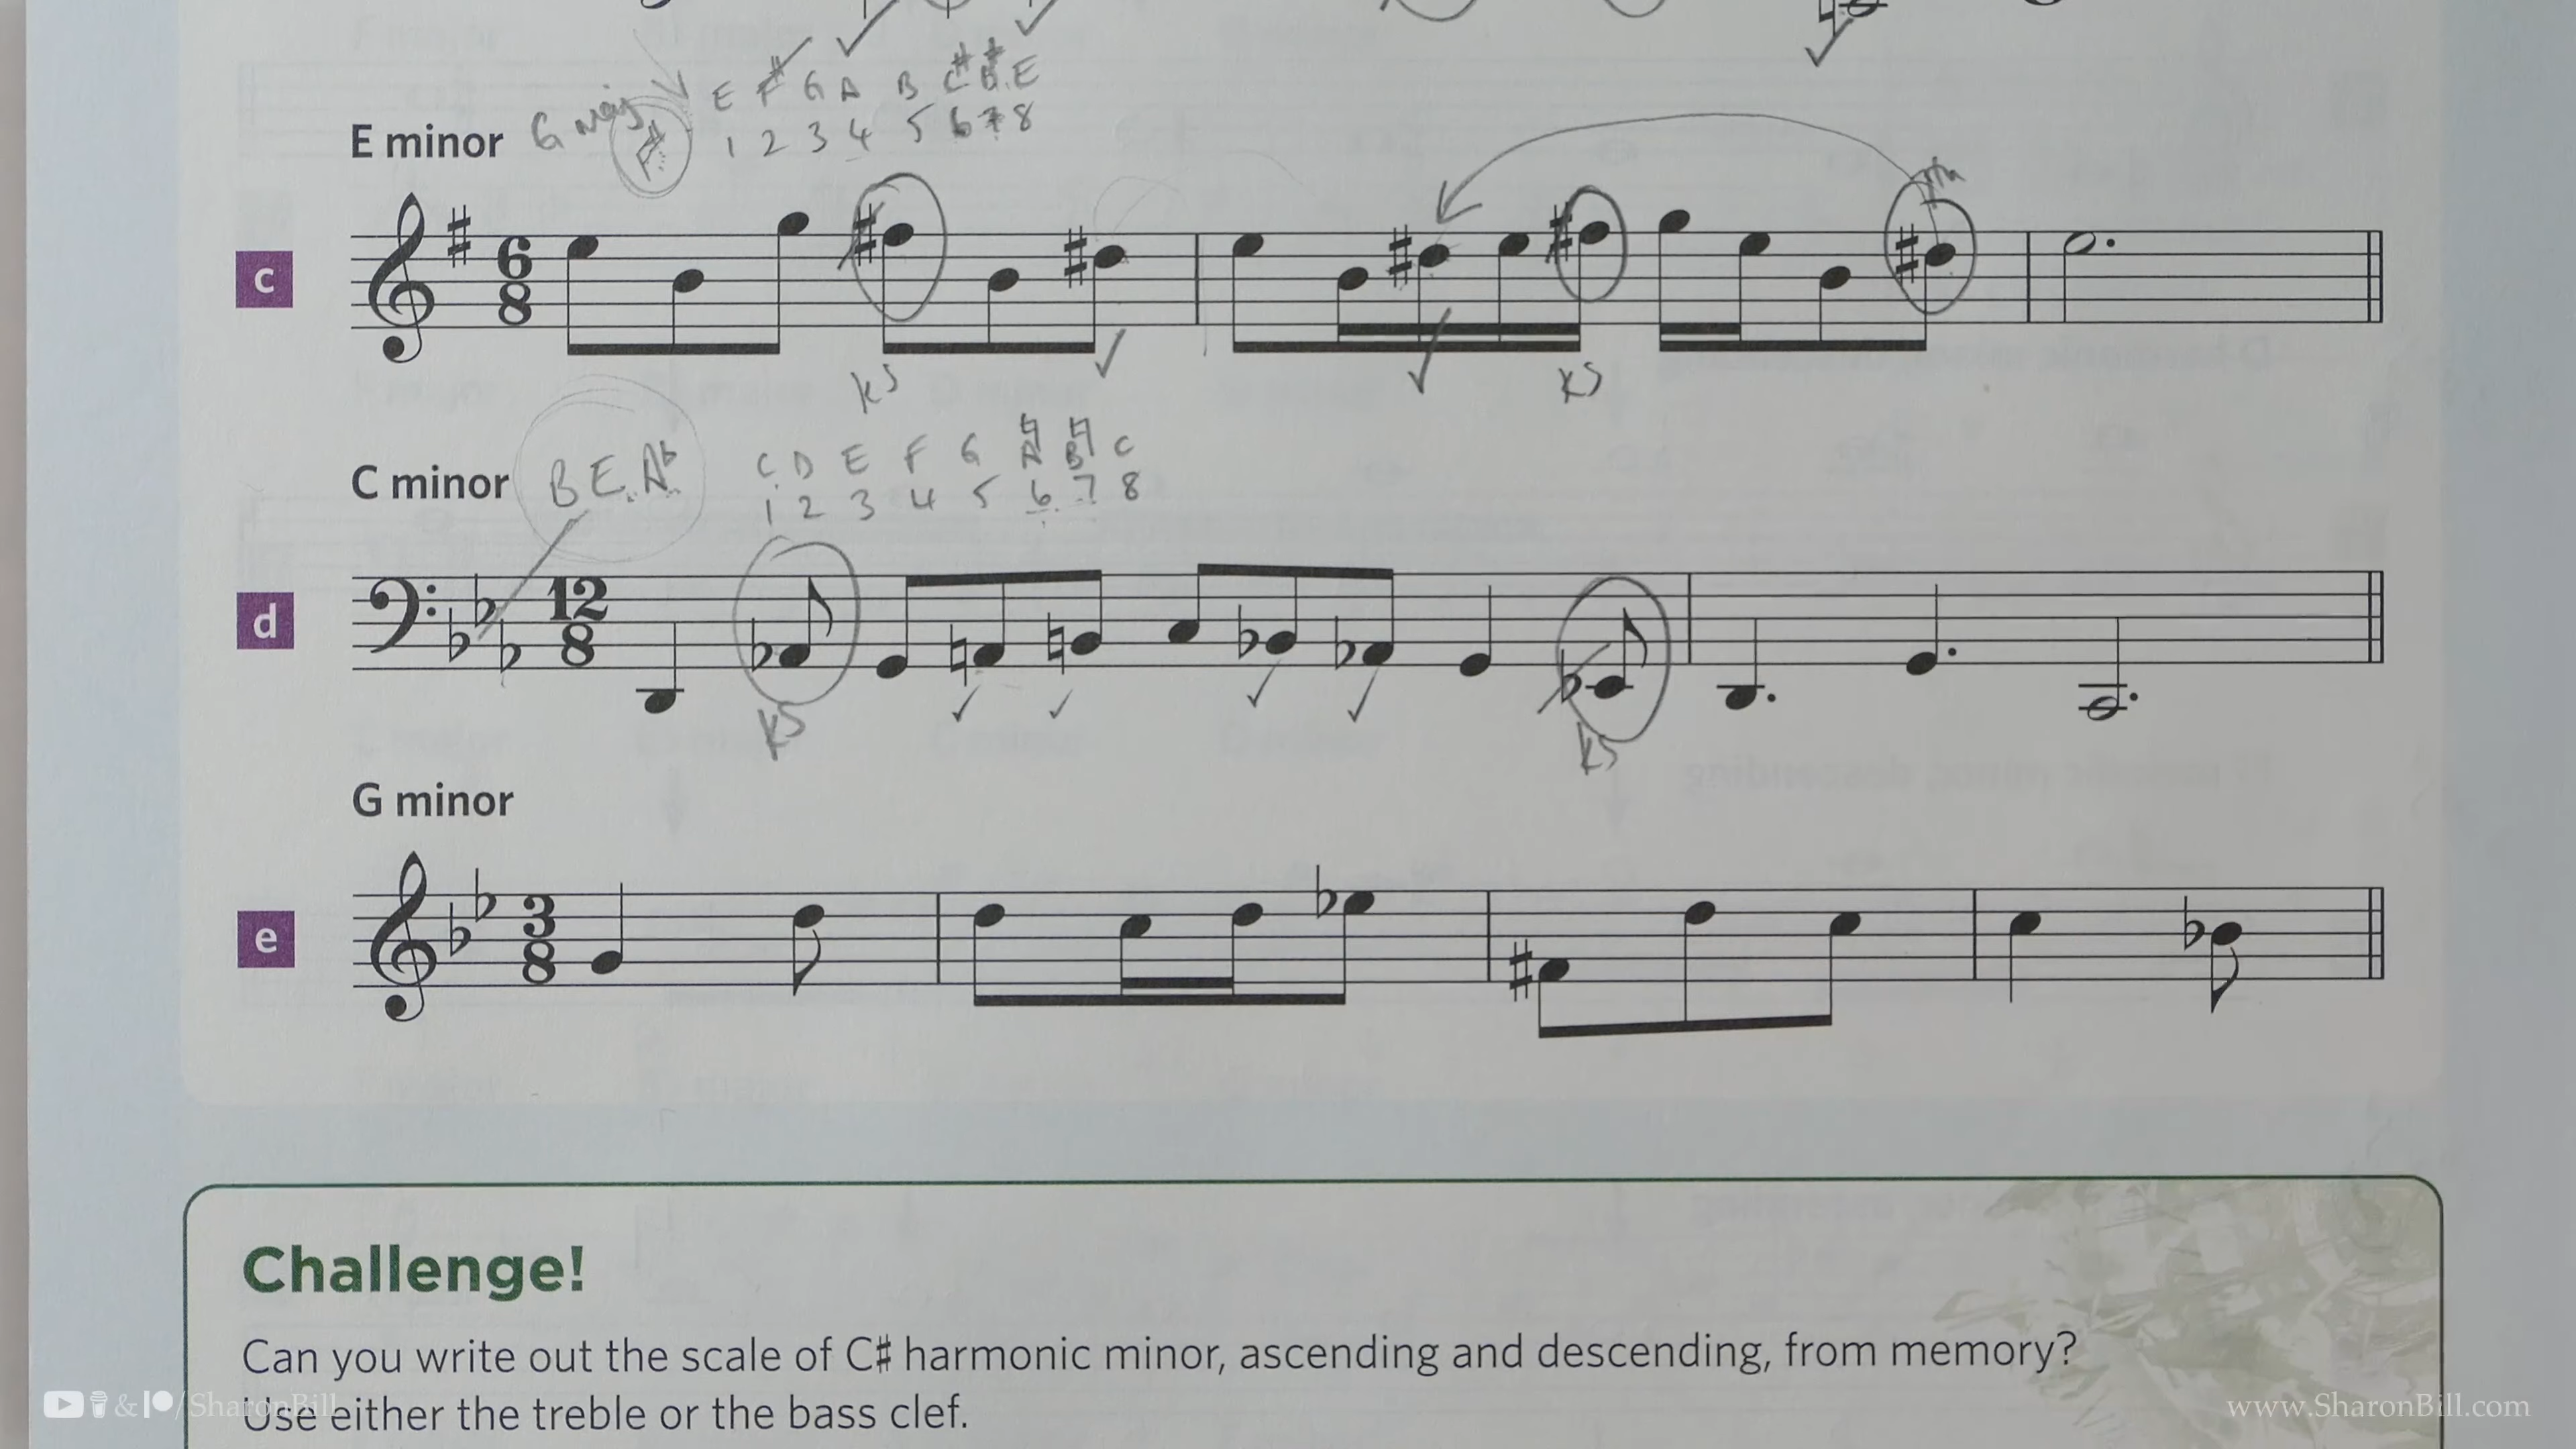 E F# G A B C# D# E
G maj
E minor
F#
1 2 3 4 5 6 7 8
c
6
8
ks
ks
C minor
B E A♭
C D E F G A♮ B♮ C
1 2 3 4 5 6 7 8
d
12
8
ks
ks
G minor
e
3
8
Challenge!
Can you write out the scale of C♯ harmonic minor, ascending and descending, from memory?
Use either the treble or the bass clef.
&
/SharonBill
www.SharonBill.com